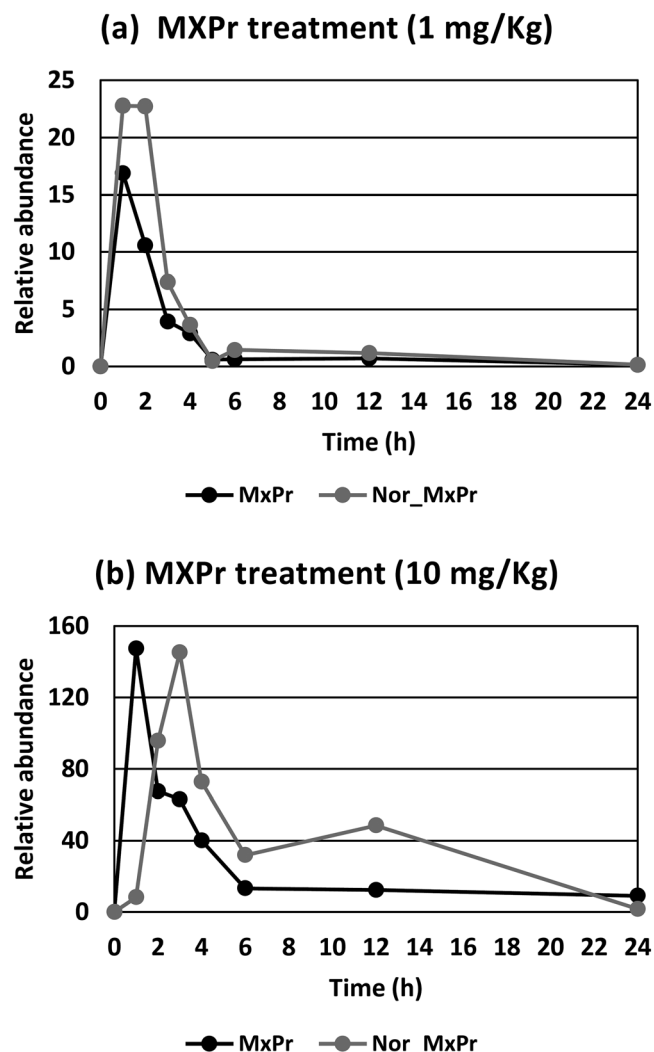 (a) MXPr treatment (1 mg/Kg)
25
20
15
10
5
0
Relative abundance
0 2 4 6 8 10 12 14 16 18 20 22 24
Time (h)
MxPr Nor_MxPr
(b) MXPr treatment (10 mg/Kg)
160
120
80
40
0
Relative abundance
0 2 4 6 8 10 12 14 16 18 20 22 24
Time (h)
MxPr Nor MxPr